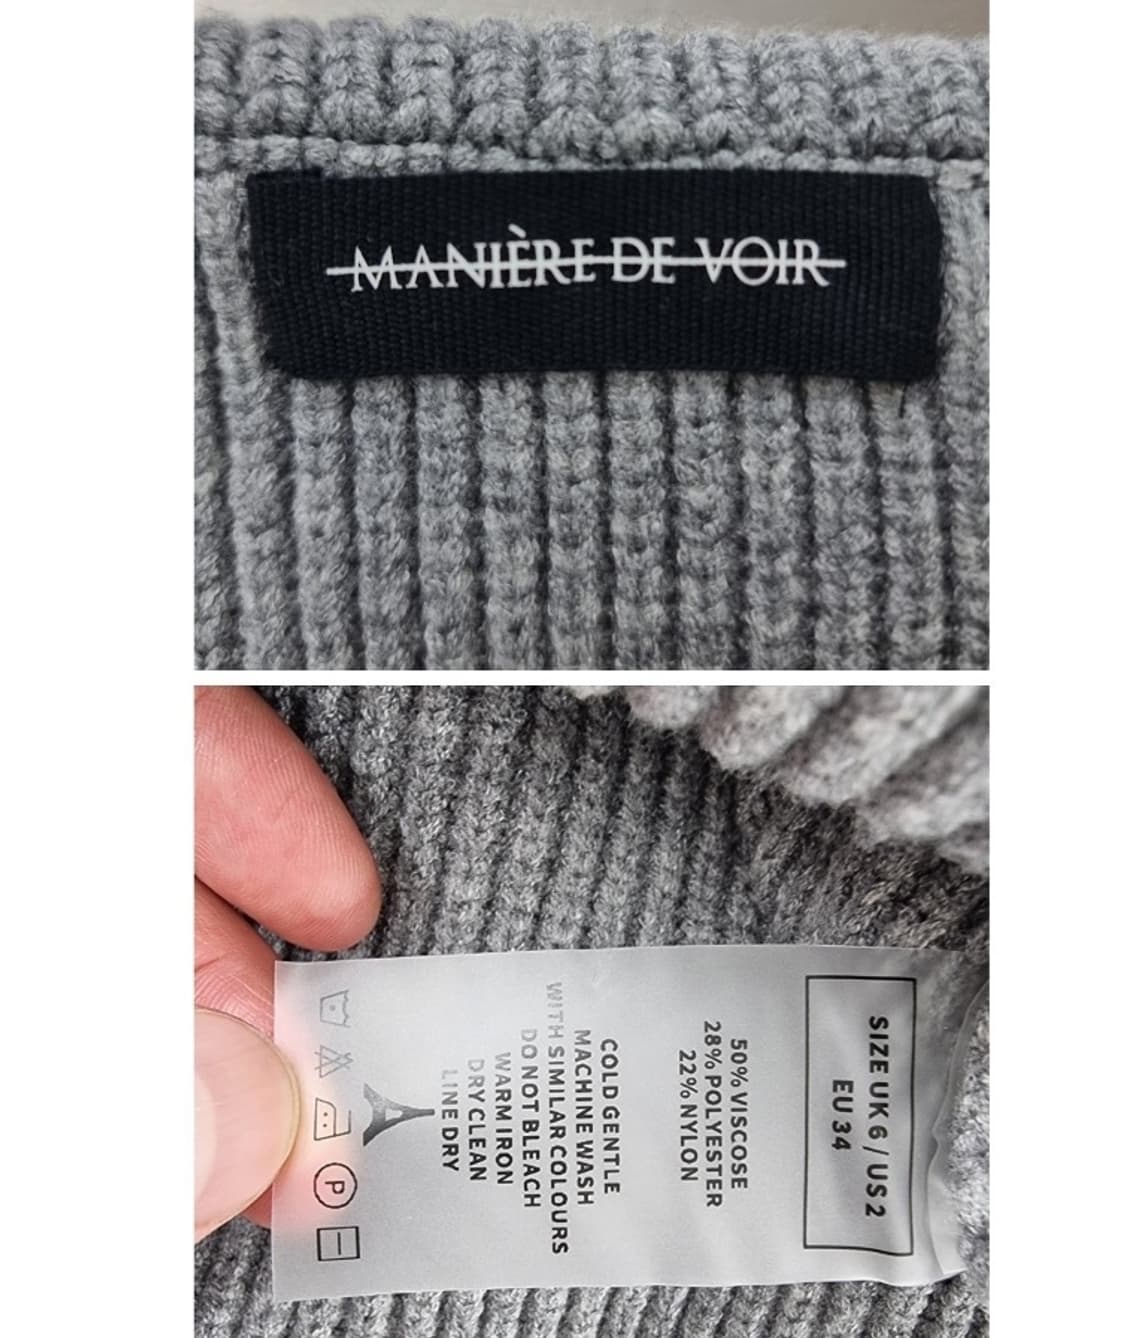 MANIÈRE DE VOIR
SIZE UK 6 / US 2
EU 34
50% VISCOSE
28% POLYESTER
22% NYLON
COLD GENTLE
MACHINE WASH
WITH SIMILAR COLOURS
DO NOT BLEACH
WARM IRON
DRY CLEAN
LINE DRY
P